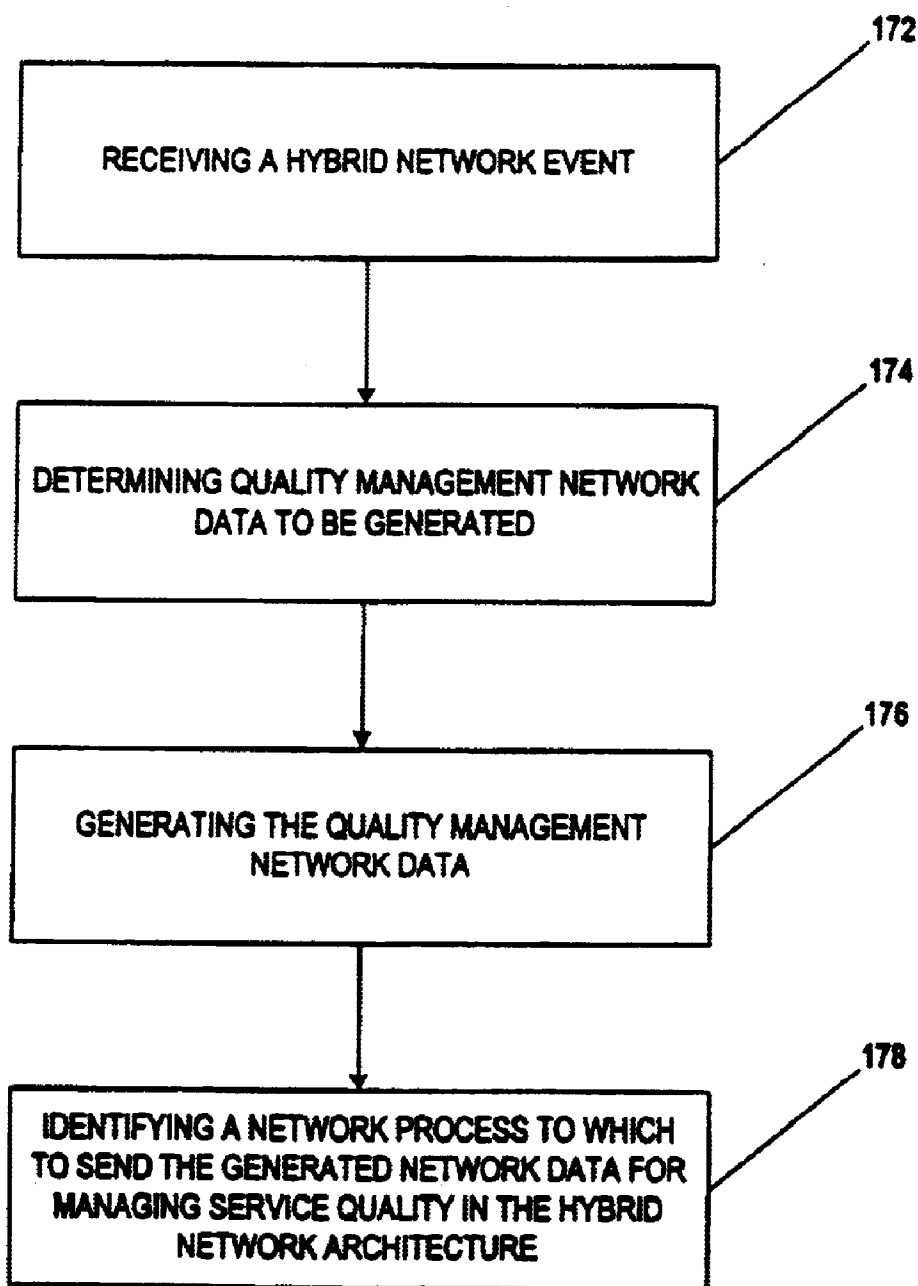 172
RECEIVING A HYBRID NETWORK EVENT
174
DETERMINING QUALITY MANAGEMENT NETWORK
DATA TO BE GENERATED
176
GENERATING THE QUALITY MANAGEMENT
NETWORK DATA
178
IDENTIFYING A NETWORK PROCESS TO WHICH
TO SEND THE GENERATED NETWORK DATA FOR
MANAGING SERVICE QUALITY IN THE HYBRID
NETWORK ARCHITECTURE